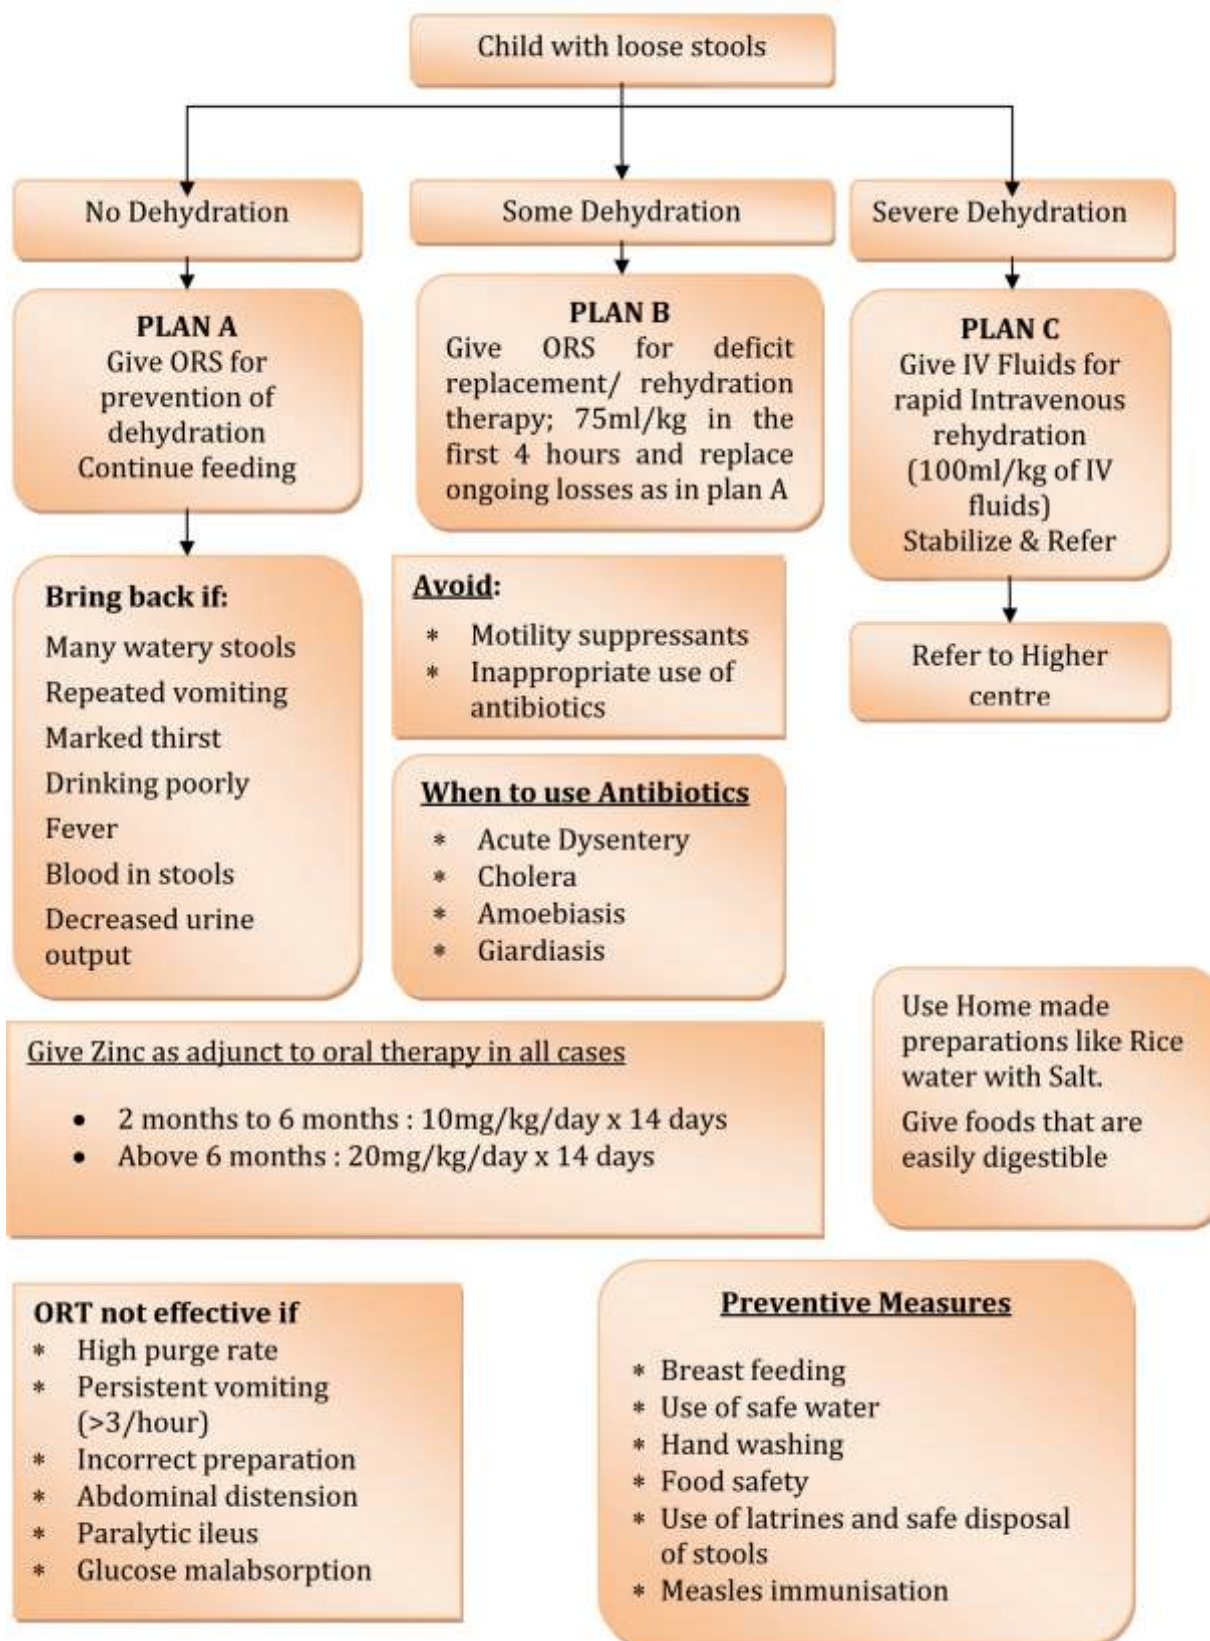 Child with loose stools
No Dehydration
Some Dehydration
Severe Dehydration
PLAN A
Give ORS for
prevention of
dehydration
Continue feeding
PLAN B
Give ORS for deficit
replacement/ rehydration
therapy; 75ml/kg in the
first 4 hours and replace
ongoing losses as in plan A
PLAN C
Give IV Fluids for
rapid Intravenous
rehydration
(100ml/kg of IV
fluids)
Stabilize & Refer
Bring back if:
Many watery stools
Repeated vomiting
Marked thirst
Drinking poorly
Fever
Blood in stools
Decreased urine
output
Avoid:
* Motility suppressants
* Inappropriate use of
antibiotics
Refer to Higher
centre
When to use Antibiotics
* Acute Dysentery
* Cholera
* Amoebiasis
* Giardiasis
Use Home made
preparations like Rice
water with Salt.
Give foods that are
easily digestible
Give Zinc as adjunct to oral therapy in all cases
• 2 months to 6 months : 10mg/kg/day x 14 days
• Above 6 months : 20mg/kg/day x 14 days
ORT not effective if
* High purge rate
* Persistent vomiting
(>3/hour)
* Incorrect preparation
* Abdominal distension
* Paralytic ileus
* Glucose malabsorption
Preventive Measures
* Breast feeding
* Use of safe water
* Hand washing
* Food safety
* Use of latrines and safe disposal
of stools
* Measles immunisation